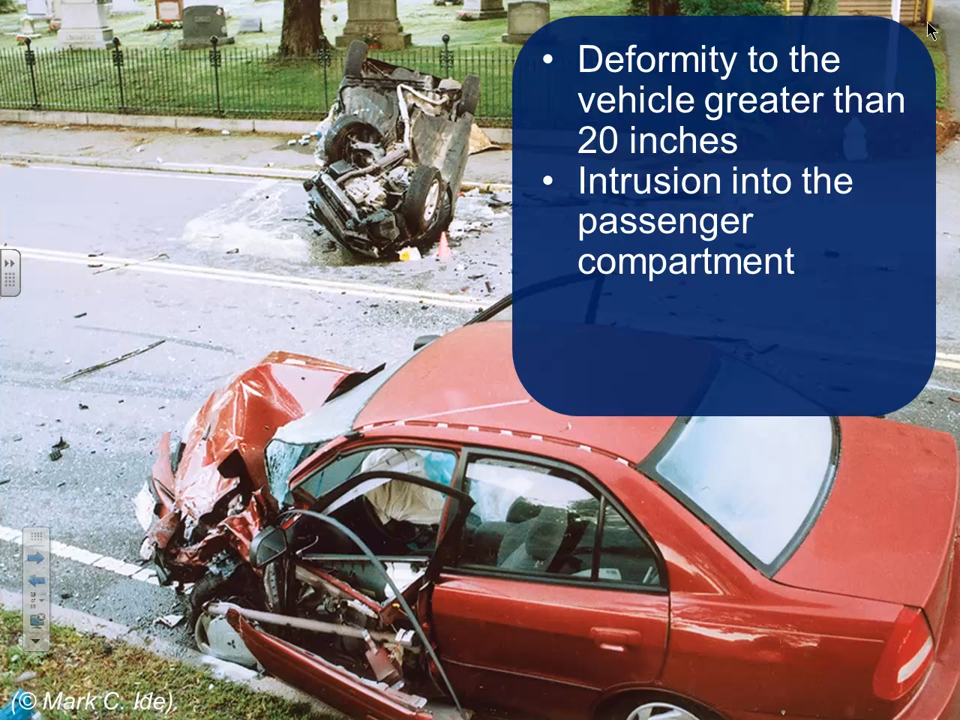 • Deformity to the
vehicle greater than
20 inches
• Intrusion into the
passenger
compartment
(© Mark C. Ide).